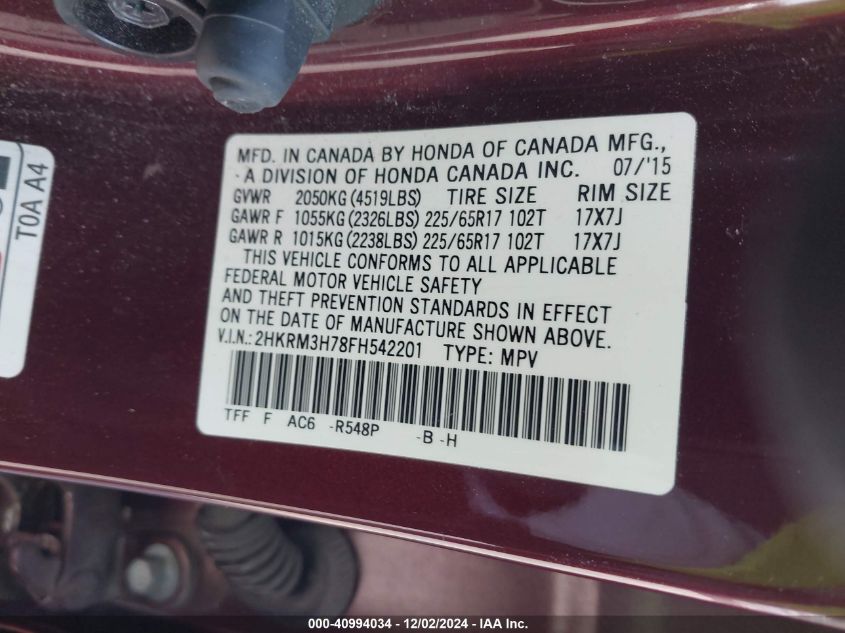 MFD. IN CANADA BY HONDA OF CANADA MFG.,
-A DIVISION OF HONDA CANADA INC. 07/'15
GVWR 2050KG(4519LBS) TIRE SIZE RIM SIZE
GAWR F 1055KG(2326LBS) 225/65R17 102T 17X7J
GAWR R 1015KG(2238LBS) 225/65R17 102T 17X7J
THIS VEHICLE CONFORMS TO ALL APPLICABLE
FEDERAL MOTOR VEHICLE SAFETY
AND THEFT PREVENTION STANDARDS IN EFFECT
ON THE DATE OF MANUFACTURE SHOWN ABOVE.
V.I.N.:2HKRM3H78FH542201 TYPE: MPV
TFF F AC6 -R548P -B -H
T0A A4
000-40994034 - 12/02/2024 - IAA Inc.